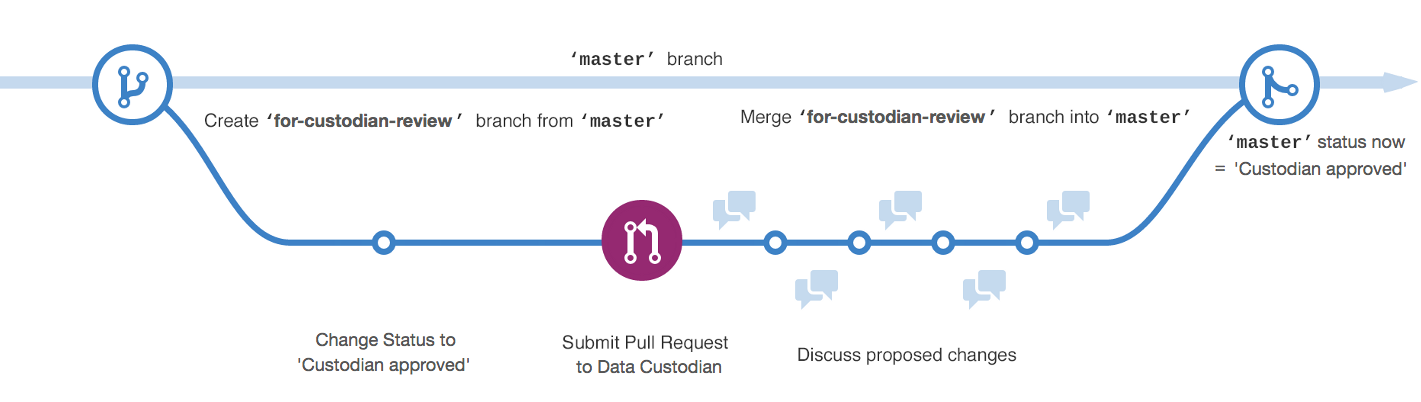 ‘master’ branch
Create ‘for-custodian-review’ branch from ‘master’
Merge ‘for-custodian-review’ branch into ‘master’
‘master’ status now
= 'Custodian approved'
Change Status to
'Custodian approved'
Submit Pull Request
to Data Custodian
Discuss proposed changes